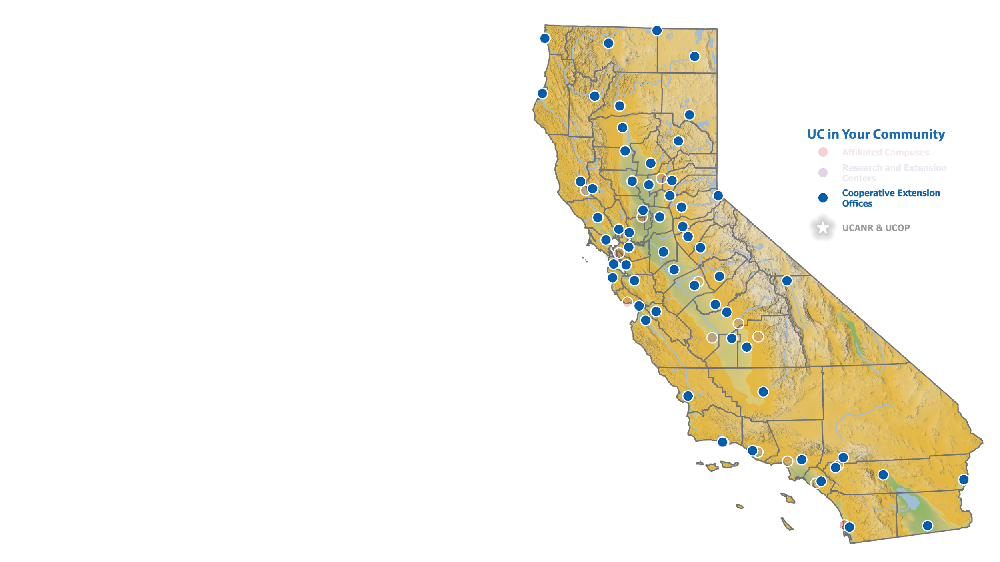 UC in Your Community
Affiliated Campuses
Research and Extension
Centers
Cooperative Extension
Offices
UCANR & UCOP